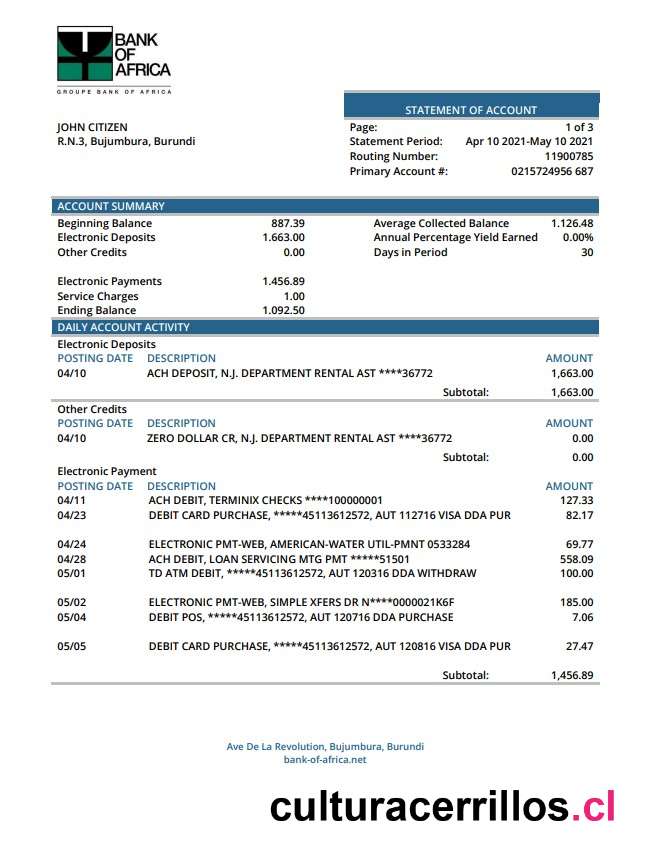 BANK
OF
AFRICA
GROUPE BANK OF AFRICA
STATEMENT OF ACCOUNT
JOHN CITIZEN
R.N.3, Bujumbura, Burundi
Page: 1 of 3
Statement Period: Apr 10 2021-May 10 2021
Routing Number: 11900785
Primary Account #: 0215724956 687
ACCOUNT SUMMARY
Beginning Balance 887.39 Average Collected Balance 1.126.48
Electronic Deposits 1.663.00 Annual Percentage Yield Earned 0.00%
Other Credits 0.00 Days in Period 30
Electronic Payments 1.456.89
Service Charges 1.00
Ending Balance 1.092.50
DAILY ACCOUNT ACTIVITY
Electronic Deposits
POSTING DATE DESCRIPTION AMOUNT
04/10 ACH DEPOSIT, N.J. DEPARTMENT RENTAL AST ****36772 1,663.00
Subtotal: 1,663.00
Other Credits
POSTING DATE DESCRIPTION AMOUNT
04/10 ZERO DOLLAR CR, N.J. DEPARTMENT RENTAL AST ****36772 0.00
Subtotal: 0.00
Electronic Payment
POSTING DATE DESCRIPTION AMOUNT
04/11 ACH DEBIT, TERMINIX CHECKS ****100000001 127.33
04/23 DEBIT CARD PURCHASE, *****45113612572, AUT 112716 VISA DDA PUR 82.17
04/24 ELECTRONIC PMT-WEB, AMERICAN-WATER UTIL-PMNT 0533284 69.77
04/28 ACH DEBIT, LOAN SERVICING MTG PMT *****51501 558.09
05/01 TD ATM DEBIT, *****45113612572, AUT 120316 DDA WITHDRAW 100.00
05/02 ELECTRONIC PMT-WEB, SIMPLE XFERS DR N****0000021K6F 185.00
05/04 DEBIT POS, *****45113612572, AUT 120716 DDA PURCHASE 7.06
05/05 DEBIT CARD PURCHASE, *****45113612572, AUT 120816 VISA DDA PUR 27.47
Subtotal: 1,456.89
Ave De La Revolution, Bujumbura, Burundi
bank-of-africa.net
culturacerrillos.cl